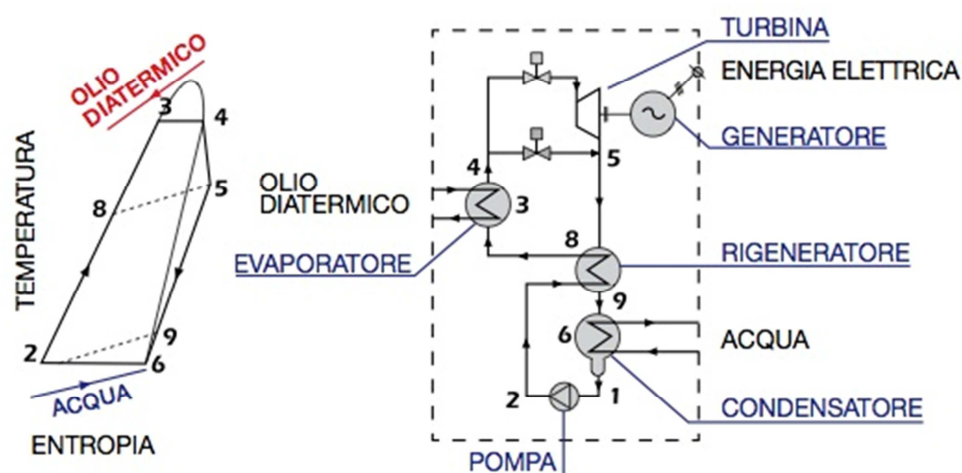 OLIO
DIATERMICO
3
4
5
8
9
2
6
TEMPERATURA
ACQUA
ENTROPIA
TURBINA
ENERGIA ELETTRICA
GENERATORE
5
4
OLIO
DIATERMICO
3
EVAPORATORE
8
RIGENERATORE
9
6
ACQUA
2
1
CONDENSATORE
POMPA